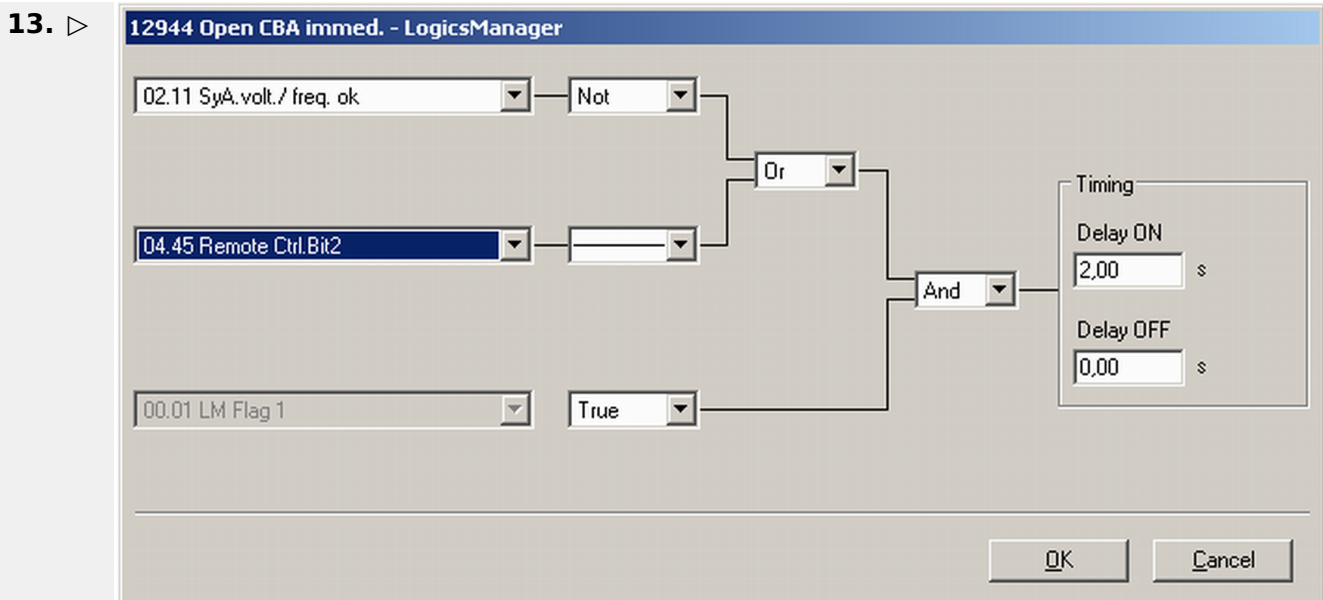 13. ▷
12944 Open CBA immed. - LogicsManager
02.11 SyA.volt./ freq. ok
Not
Or
Timing
Delay ON
04.45 Remote Ctrl.Bit2
2,00 s
And
Delay OFF
0,00 s
00.01 LM Flag 1
True
OK
Cancel